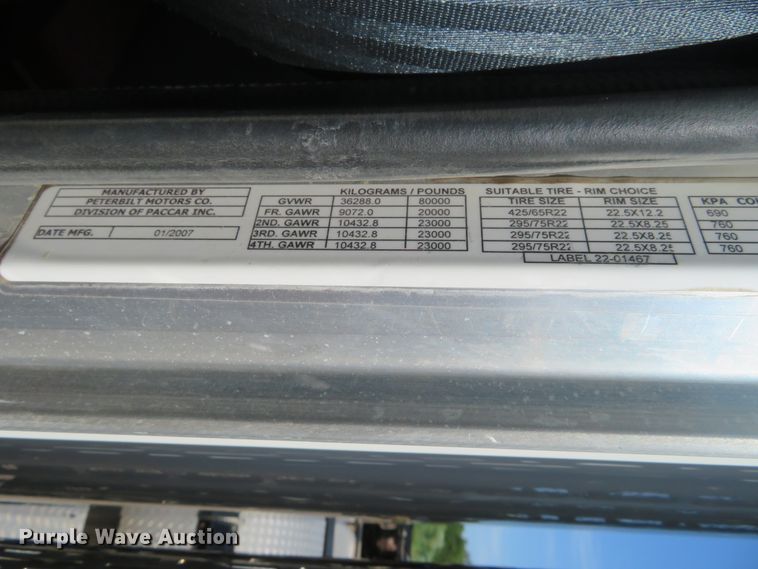 MANUFACTURED BY
PETERBILT MOTORS CO.
DIVISION OF PACCAR INC.
DATE MFG. 01/2007
KILOGRAMS / POUNDS
GVWR 36288.0 80000
FR. GAWR 9072.0 20000
2ND. GAWR 10432.8 23000
3RD. GAWR 10432.8 23000
4TH. GAWR 10432.8 23000
SUITABLE TIRE - RIM CHOICE
TIRE SIZE RIM SIZE
425/65R22 22.5X12.2
295/75R22 22.5X8.25
295/75R22 22.5X8.25
295/75R22 22.5X8.25
LABEL 22-01467
KPA CO
690
760
760
760
Purple Wave Auction